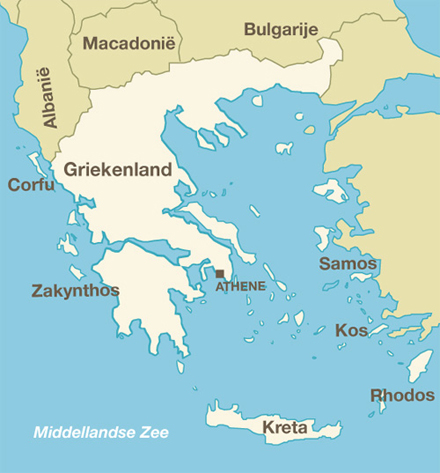 Bulgarije
Macadonië
Albanië
Griekenland
Corfu
Samos
Zakynthos
ATHENE
Kos
Rhodos
Kreta
Middellandse Zee